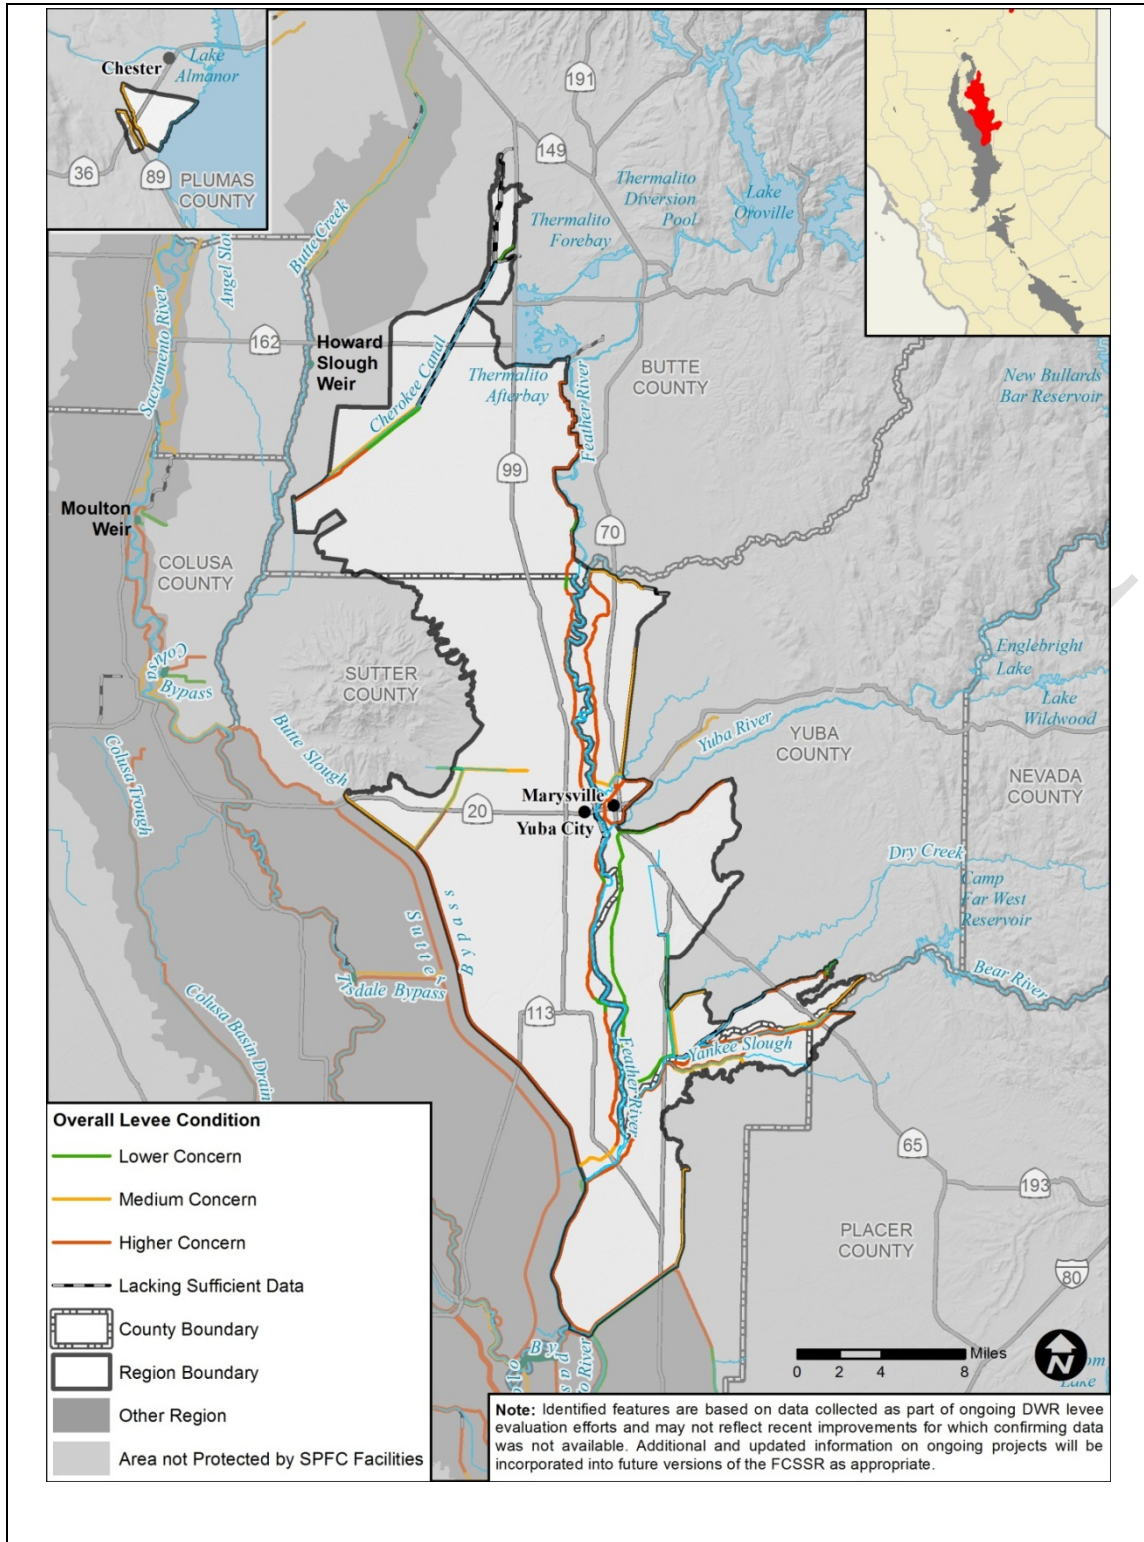 Chester
Lake
Almanor
36
89
PLUMAS
COUNTY
191
149
Thermalito
Diversion
Pool
Lake
Oroville
Thermalito
Forebay
Butte Creek
Sacramento River
162
Howard
Slough
Weir
Cherokee Canal
Thermalito
Afterbay
Feather River
BUTTE
COUNTY
New Bullards
Bar Reservoir
99
70
Moulton
Weir
COLUSA
COUNTY
Colusa
Bypass
SUTTER
COUNTY
Butte Slough
Englebright
Lake
Lake
Wildwood
Yuba River
YUBA
COUNTY
NEVADA
COUNTY
Colusa Trough
20
Marysville
Yuba City
Dry Creek
Camp
Far West
Reservoir
Sutter
Bypass
Bear River
Tisdale Bypass
Colusa Basin Drain
113
Feather River
Yankee Slough
65
193
PLACER
COUNTY
80
Overall Levee Condition
Lower Concern
Medium Concern
Higher Concern
Lacking Sufficient Data
County Boundary
Region Boundary
Other Region
Area not Protected by SPFC Facilities
0 2 4 8 Miles
N
Lake
Note: Identified features are based on data collected as part of ongoing DWR levee
evaluation efforts and may not reflect recent improvements for which confirming data
was not available. Additional and updated information on ongoing projects will be
incorporated into future versions of the FCSSR as appropriate.